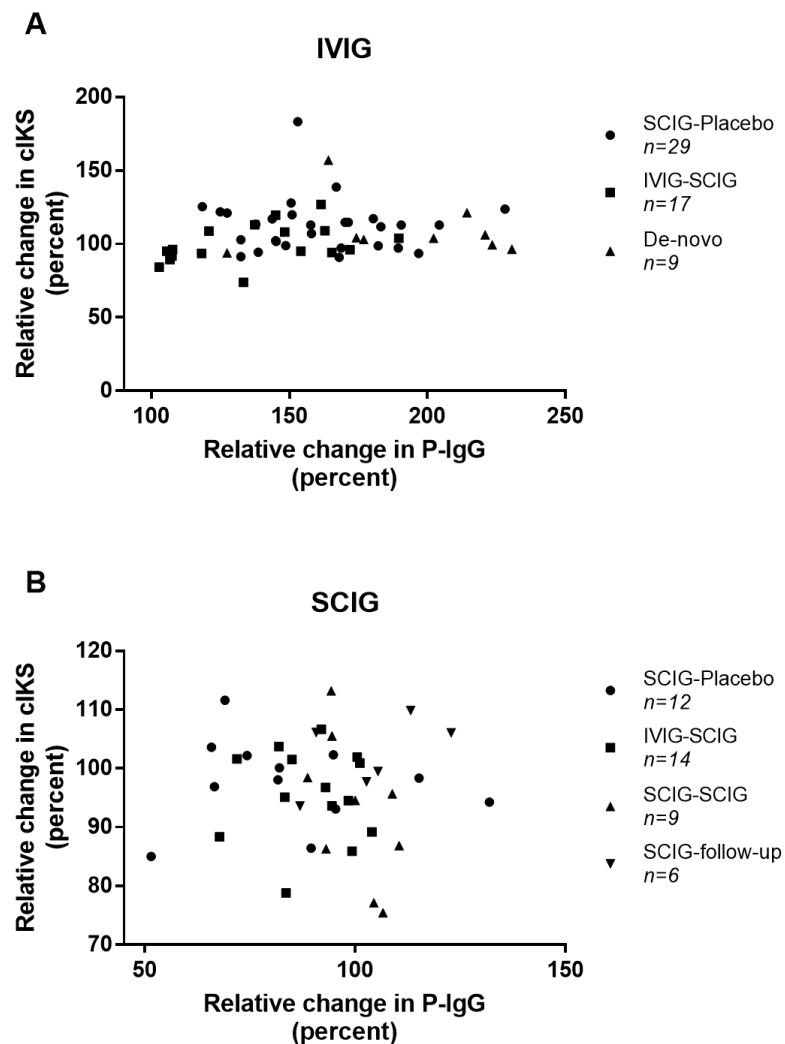 A
IVIG
Relative change in cIKS
(percent)
200
150
100
50
0
100
150
200
250
Relative change in P-IgG
(percent)
SCIG-Placebo
n=29
IVIG-SCIG
n=17
De-novo
n=9
B
SCIG
Relative change in cIKS
(percent)
120
110
100
90
80
70
50
100
150
Relative change in P-IgG
(percent)
SCIG-Placebo
n=12
IVIG-SCIG
n=14
SCIG-SCIG
n=9
SCIG-follow-up
n=6